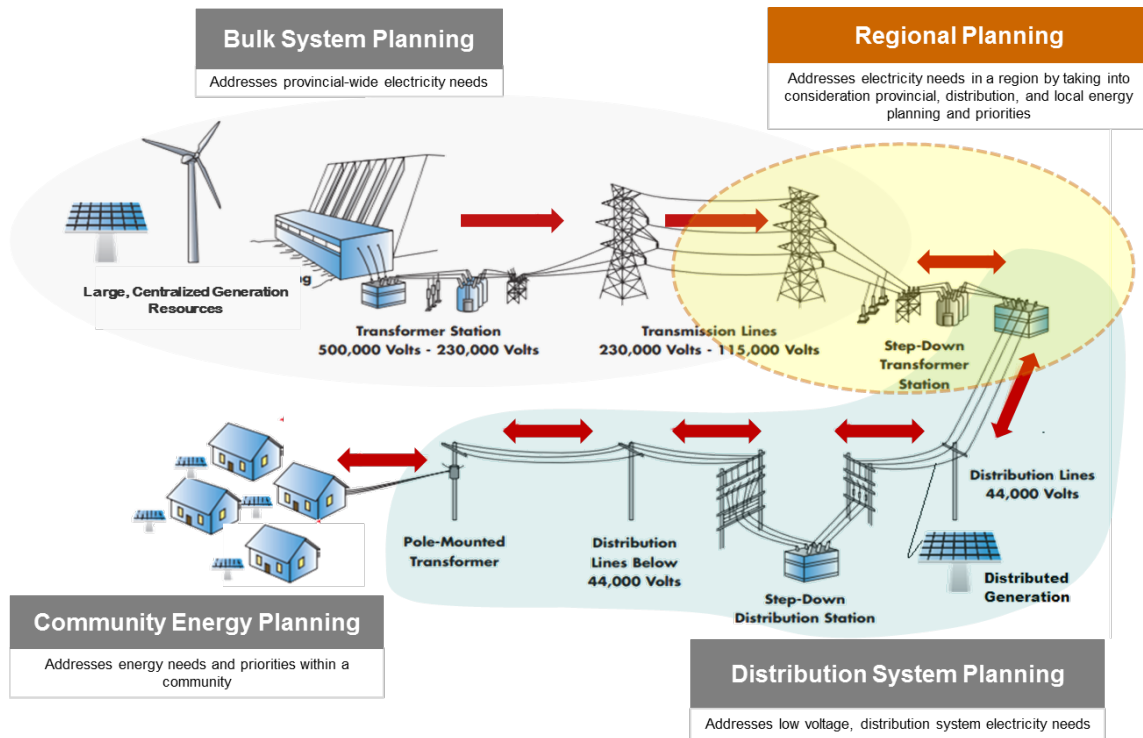 Bulk System Planning
Addresses provincial-wide electricity needs
Regional Planning
Addresses electricity needs in a region by taking into
consideration provincial, distribution, and local energy
planning and priorities
Large, Centralized Generation
Resources
Transformer Station
500,000 Volts - 230,000 Volts
Transmission Lines
230,000 Volts - 115,000 Volts
Step-Down
Transformer
Station
Distribution Lines
44,000 Volts
Pole-Mounted
Transformer
Distribution
Lines Below
44,000 Volts
Step-Down
Distribution Station
Distributed
Generation
Community Energy Planning
Addresses energy needs and priorities within a
community
Distribution System Planning
Addresses low voltage, distribution system electricity needs